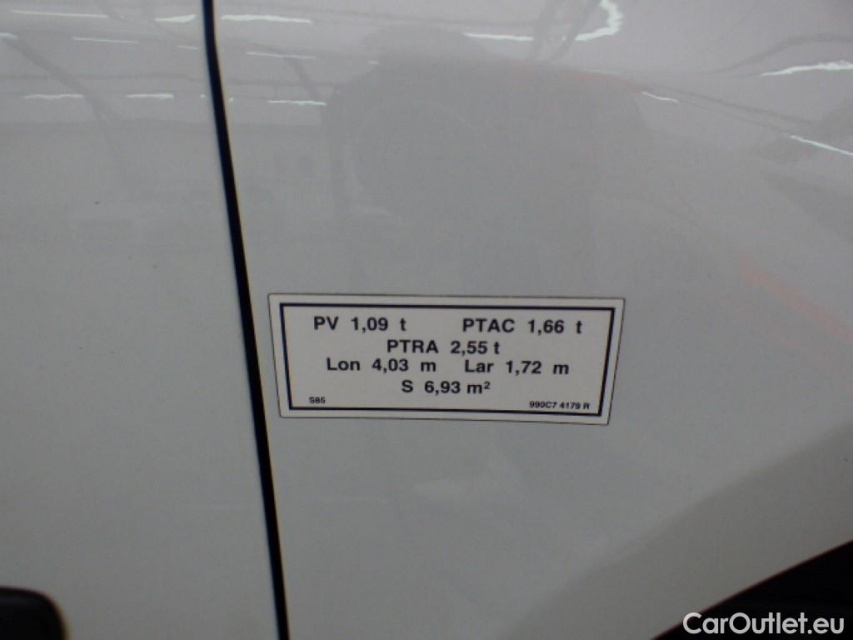 PV 1,09 t PTAC 1,66 t
PTRA 2,55 t
Lon 4,03 m Lar 1,72 m
S 6,93 m²
S85 990C7 4179 R
CarOutlet.eu